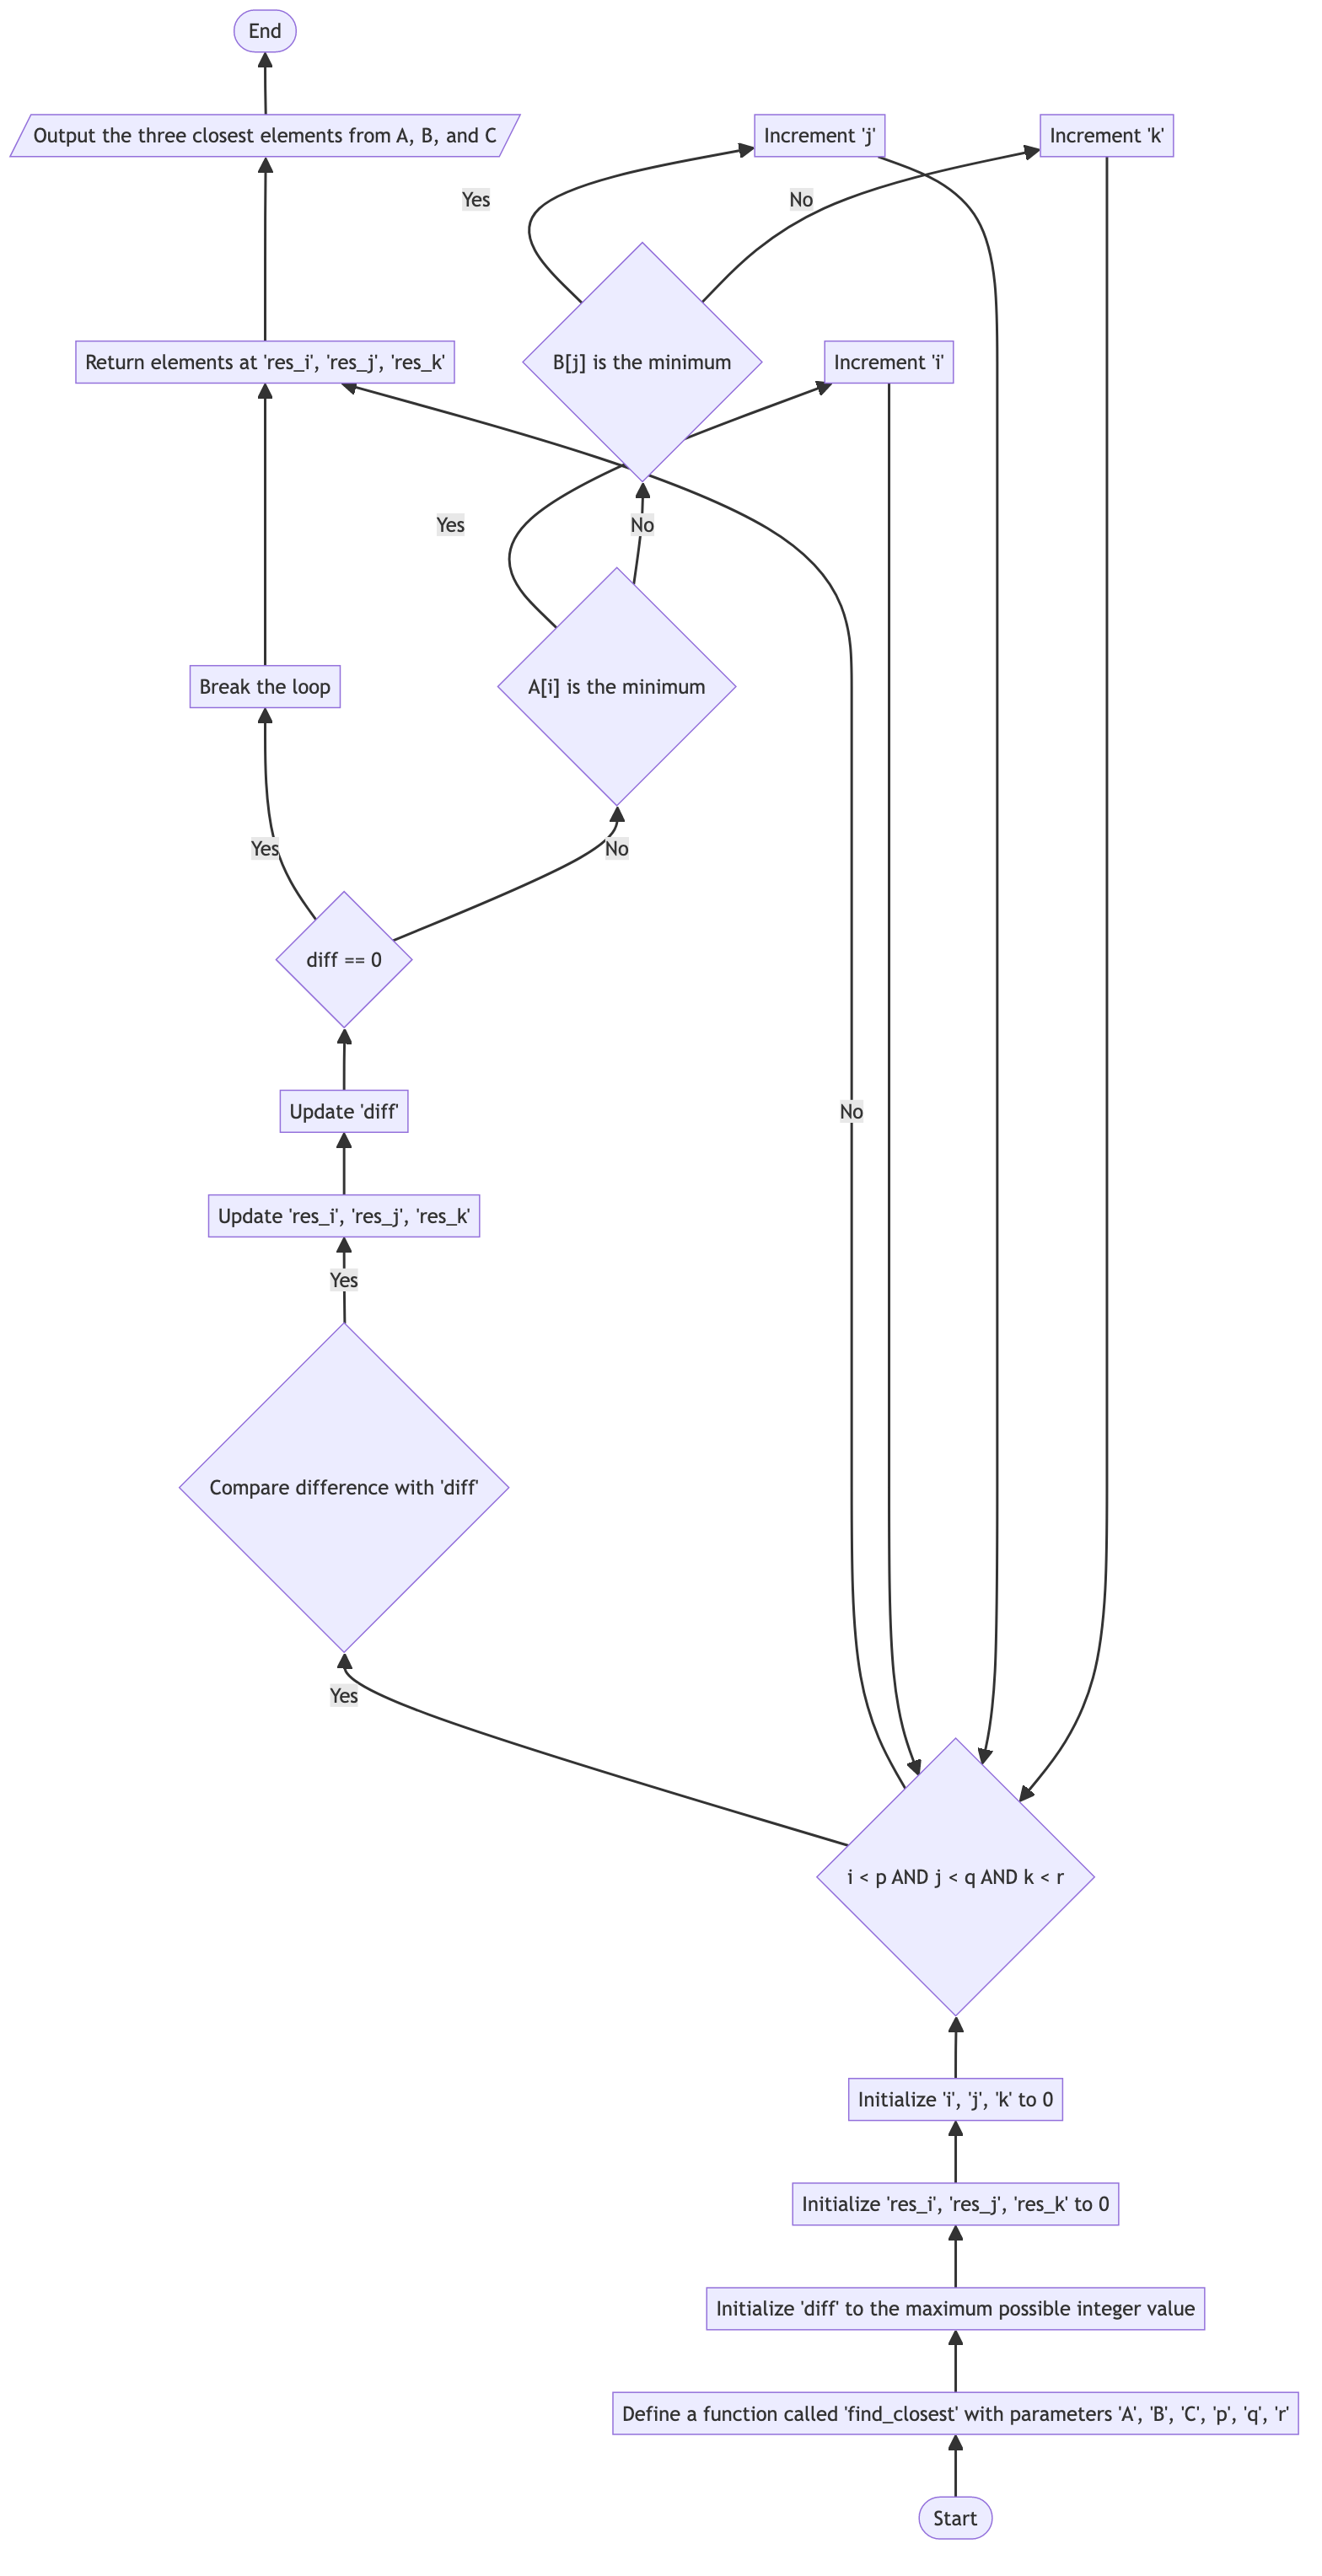 End
Output the three closest elements from A, B, and C
Increment 'j'
Increment 'k'
Yes
No
Return elements at 'res_i', 'res_j', 'res_k'
B[j] is the minimum
Increment 'i'
Yes
No
Break the loop
A[i] is the minimum
Yes
No
diff == 0
Update 'diff'
No
Update 'res_i', 'res_j', 'res_k'
Yes
Compare difference with 'diff'
Yes
i < p AND j < q AND k < r
Initialize 'i', 'j', 'k' to 0
Initialize 'res_i', 'res_j', 'res_k' to 0
Initialize 'diff' to the maximum possible integer value
Define a function called 'find_closest' with parameters 'A', 'B', 'C', 'p', 'q', 'r'
Start